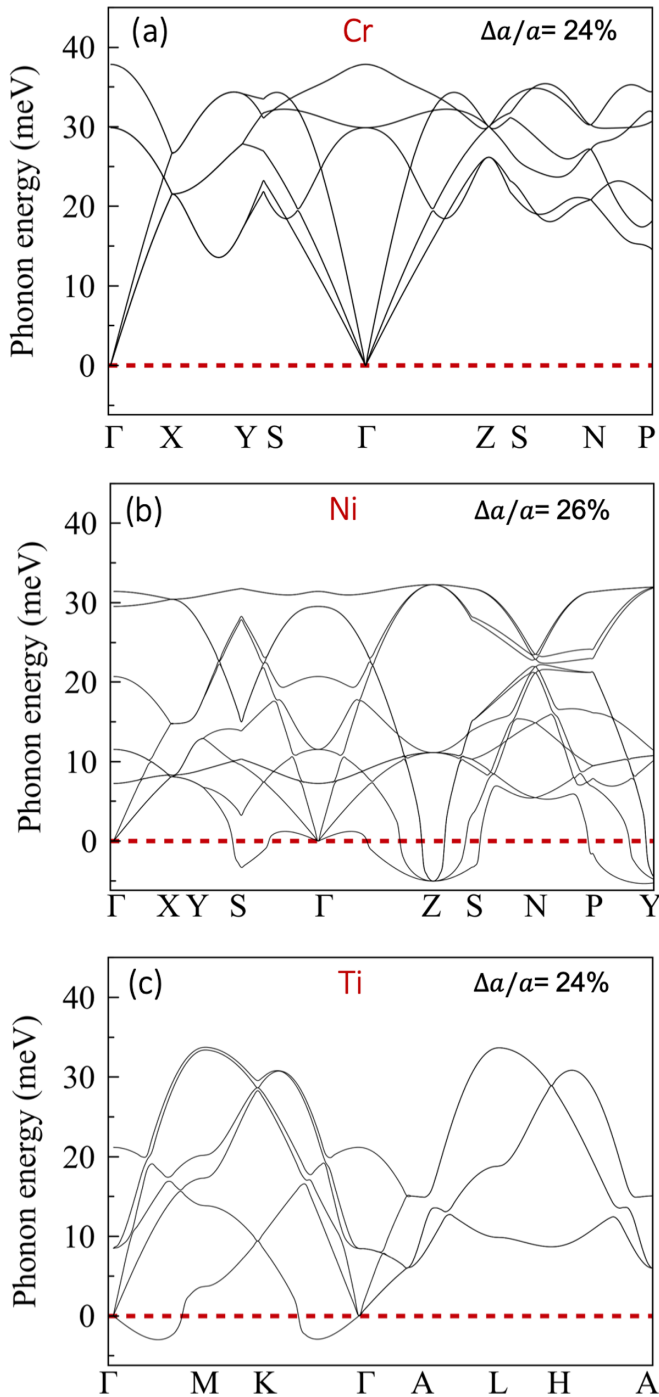 (a) Cr Δa/a= 24%
40
30
20
10
0
Phonon energy (meV)
Γ X Y S Γ Z S N P
(b) Ni Δa/a= 26%
40
30
20
10
0
Phonon energy (meV)
Γ X Y S Γ Z S N P Y
(c) Ti Δa/a= 24%
40
30
20
10
0
Phonon energy (meV)
Γ M K Γ A L H A